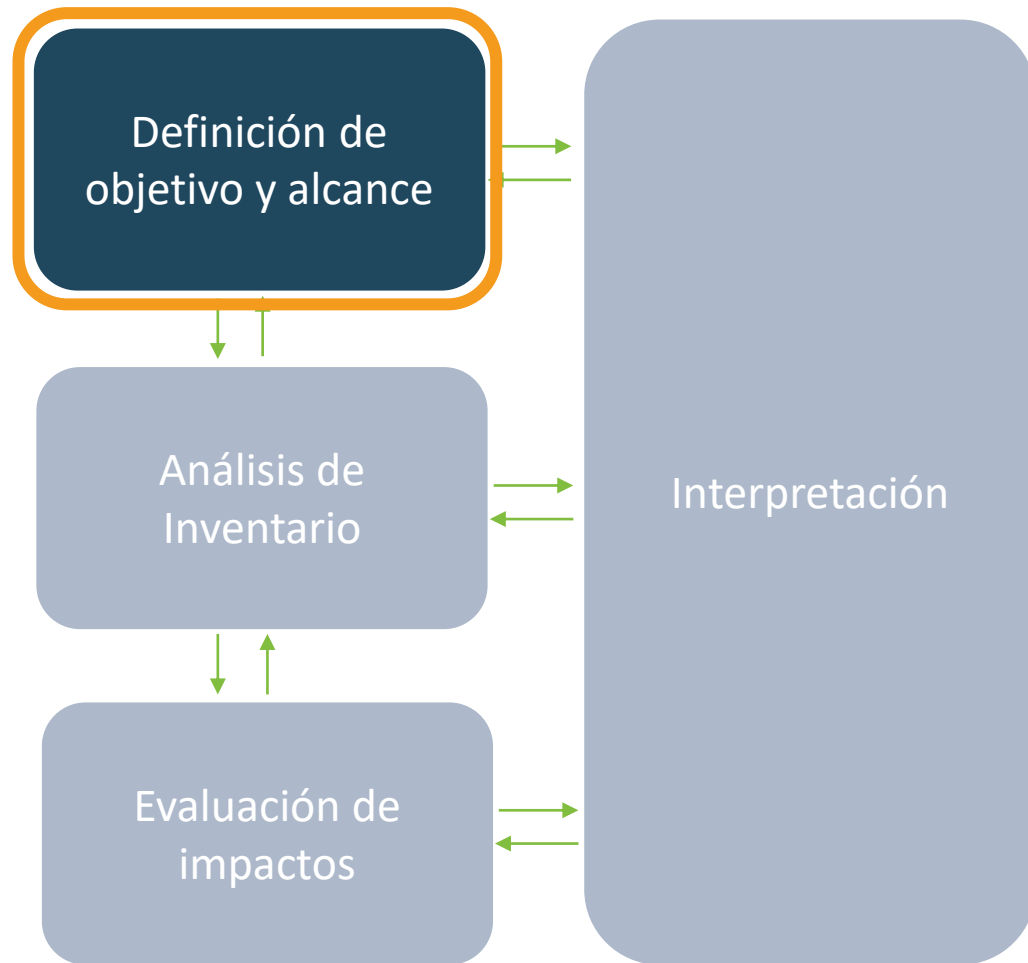 Definición de
objetivo y alcance
Análisis de
Inventario
Interpretación
Evaluación de
impactos